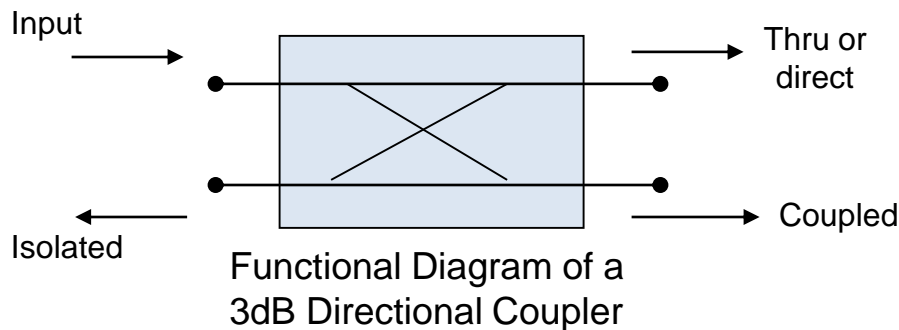 Input
Thru or
direct
Coupled
Isolated
Functional Diagram of a
3dB Directional Coupler